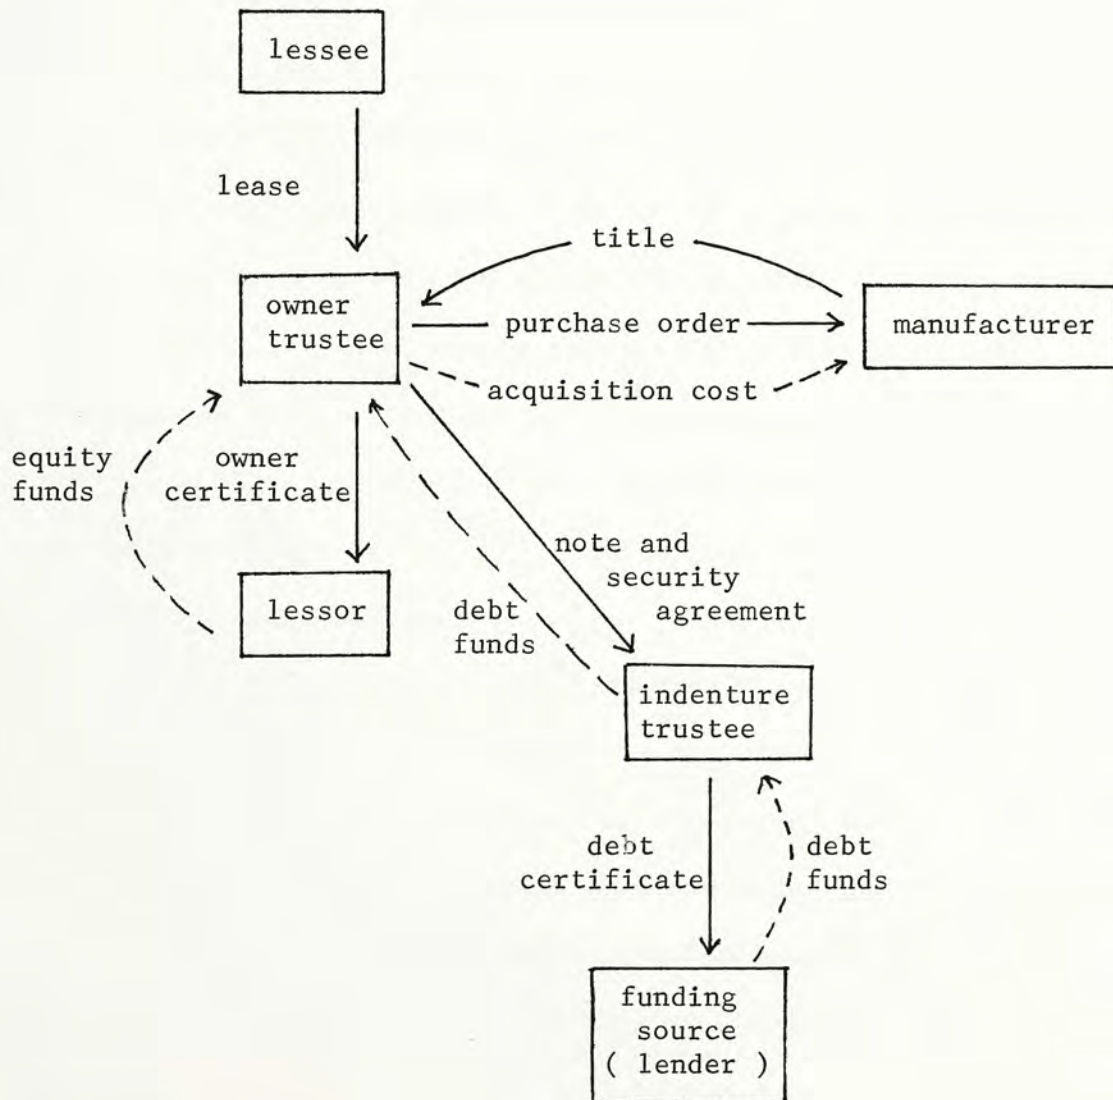 lessee
lease
title
owner
trustee
purchase order
manufacturer
acquisition cost
equity
funds
owner
certificate
note and
security
agreement
lessor
debt
funds
indenture
trustee
debt
certificate
debt
funds
funding
source
( lender )